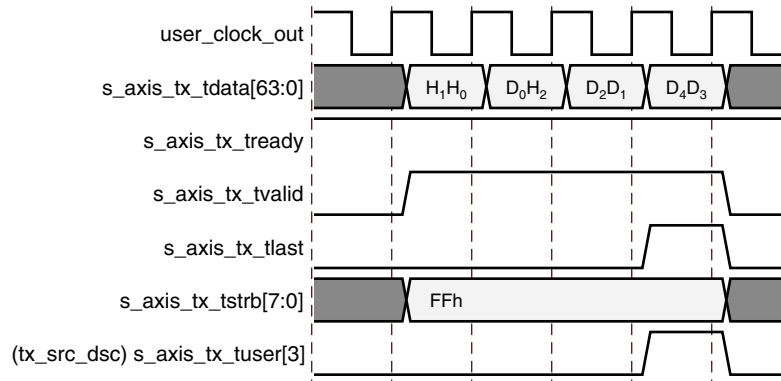 user_clock_out
s_axis_tx_tdata[63:0] H₁H₀ D₀H₂ D₂D₁ D₄D₃
s_axis_tx_tready
s_axis_tx_tvalid
s_axis_tx_tlast
s_axis_tx_tstrb[7:0] FFh
(tx_src_dsc) s_axis_tx_tuser[3]